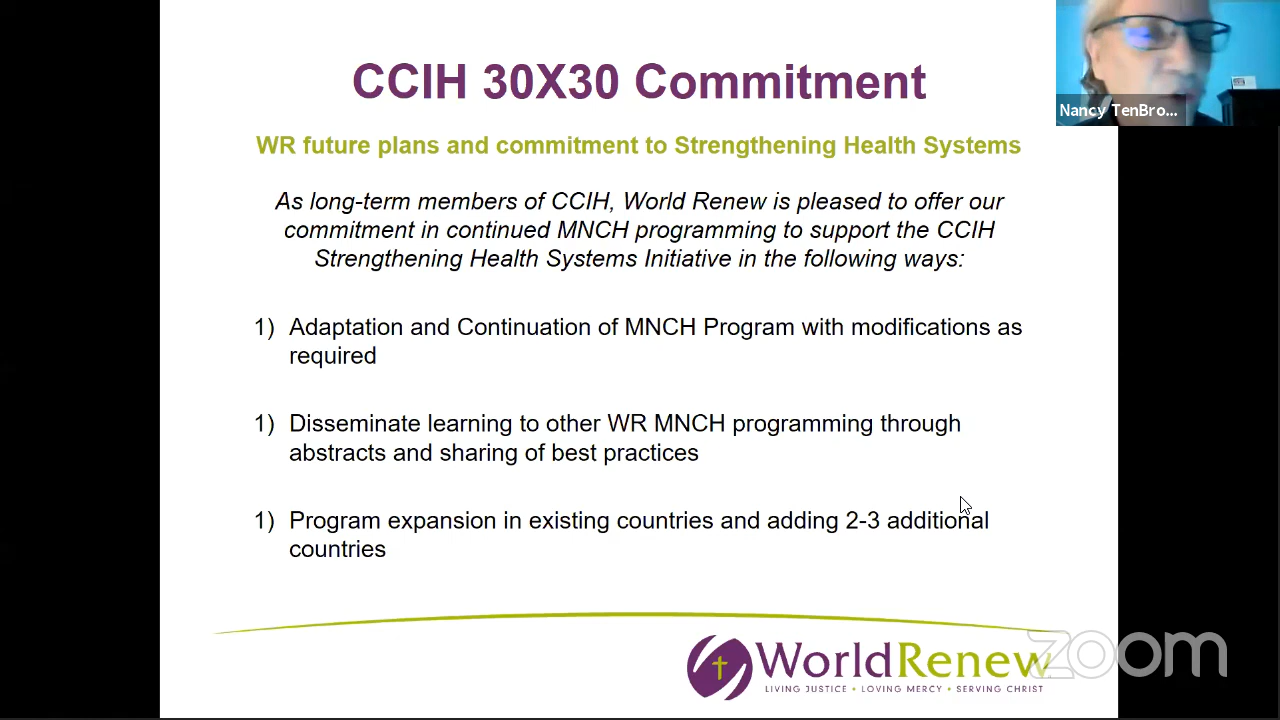 CCIH 30X30 Commitment
WR future plans and commitment to Strengthening Health Systems
As long-term members of CCIH, World Renew is pleased to offer our
commitment in continued MNCH programming to support the CCIH
Strengthening Health Systems Initiative in the following ways:
1) Adaptation and Continuation of MNCH Program with modifications as
required
1) Disseminate learning to other WR MNCH programming through
abstracts and sharing of best practices
1) Program expansion in existing countries and adding 2-3 additional
countries
WorldRenew
LIVING JUSTICE • LOVING MERCY • SERVING CHRIST
zoom
Nancy TenBro...